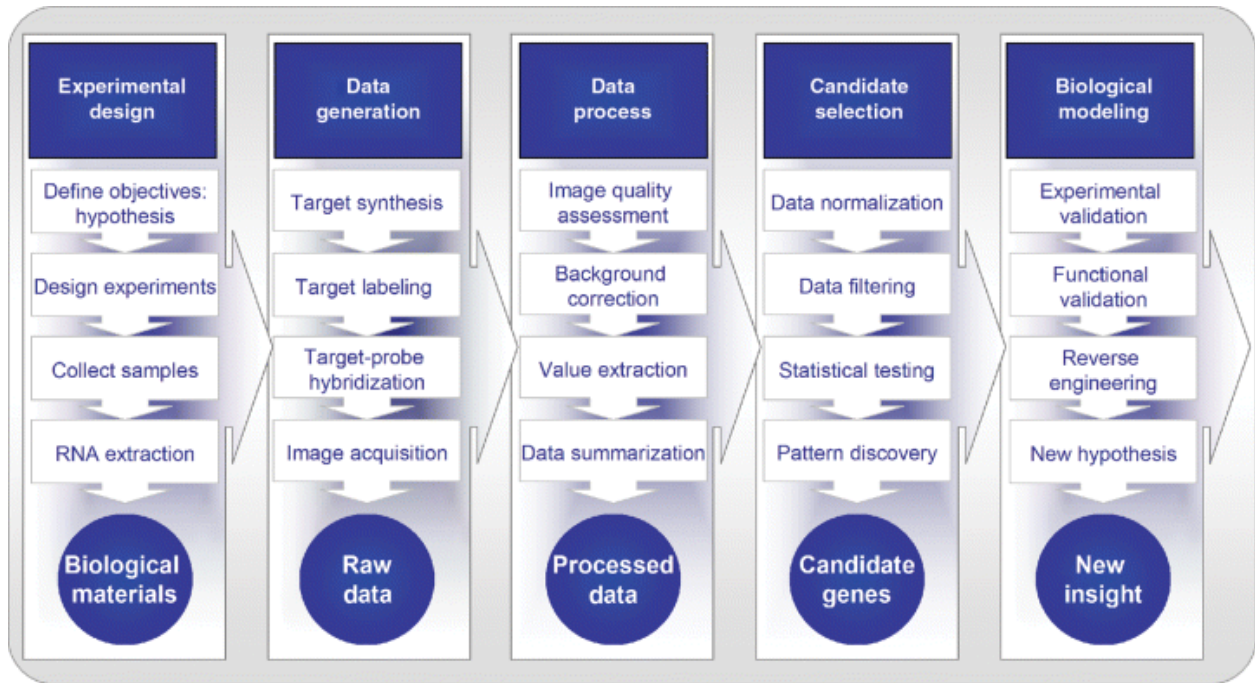 Experimental
design
Define objectives:
hypothesis
Design experiments
Collect samples
RNA extraction
Biological
materials
Data
generation
Target synthesis
Target labeling
Target-probe
hybridization
Image acquisition
Raw
data
Data
process
Image quality
assessment
Background
correction
Value extraction
Data summarization
Processed
data
Candidate
selection
Data normalization
Data filtering
Statistical testing
Pattern discovery
Candidate
genes
Biological
modeling
Experimental
validation
Functional
validation
Reverse
engineering
New hypothesis
New
insight